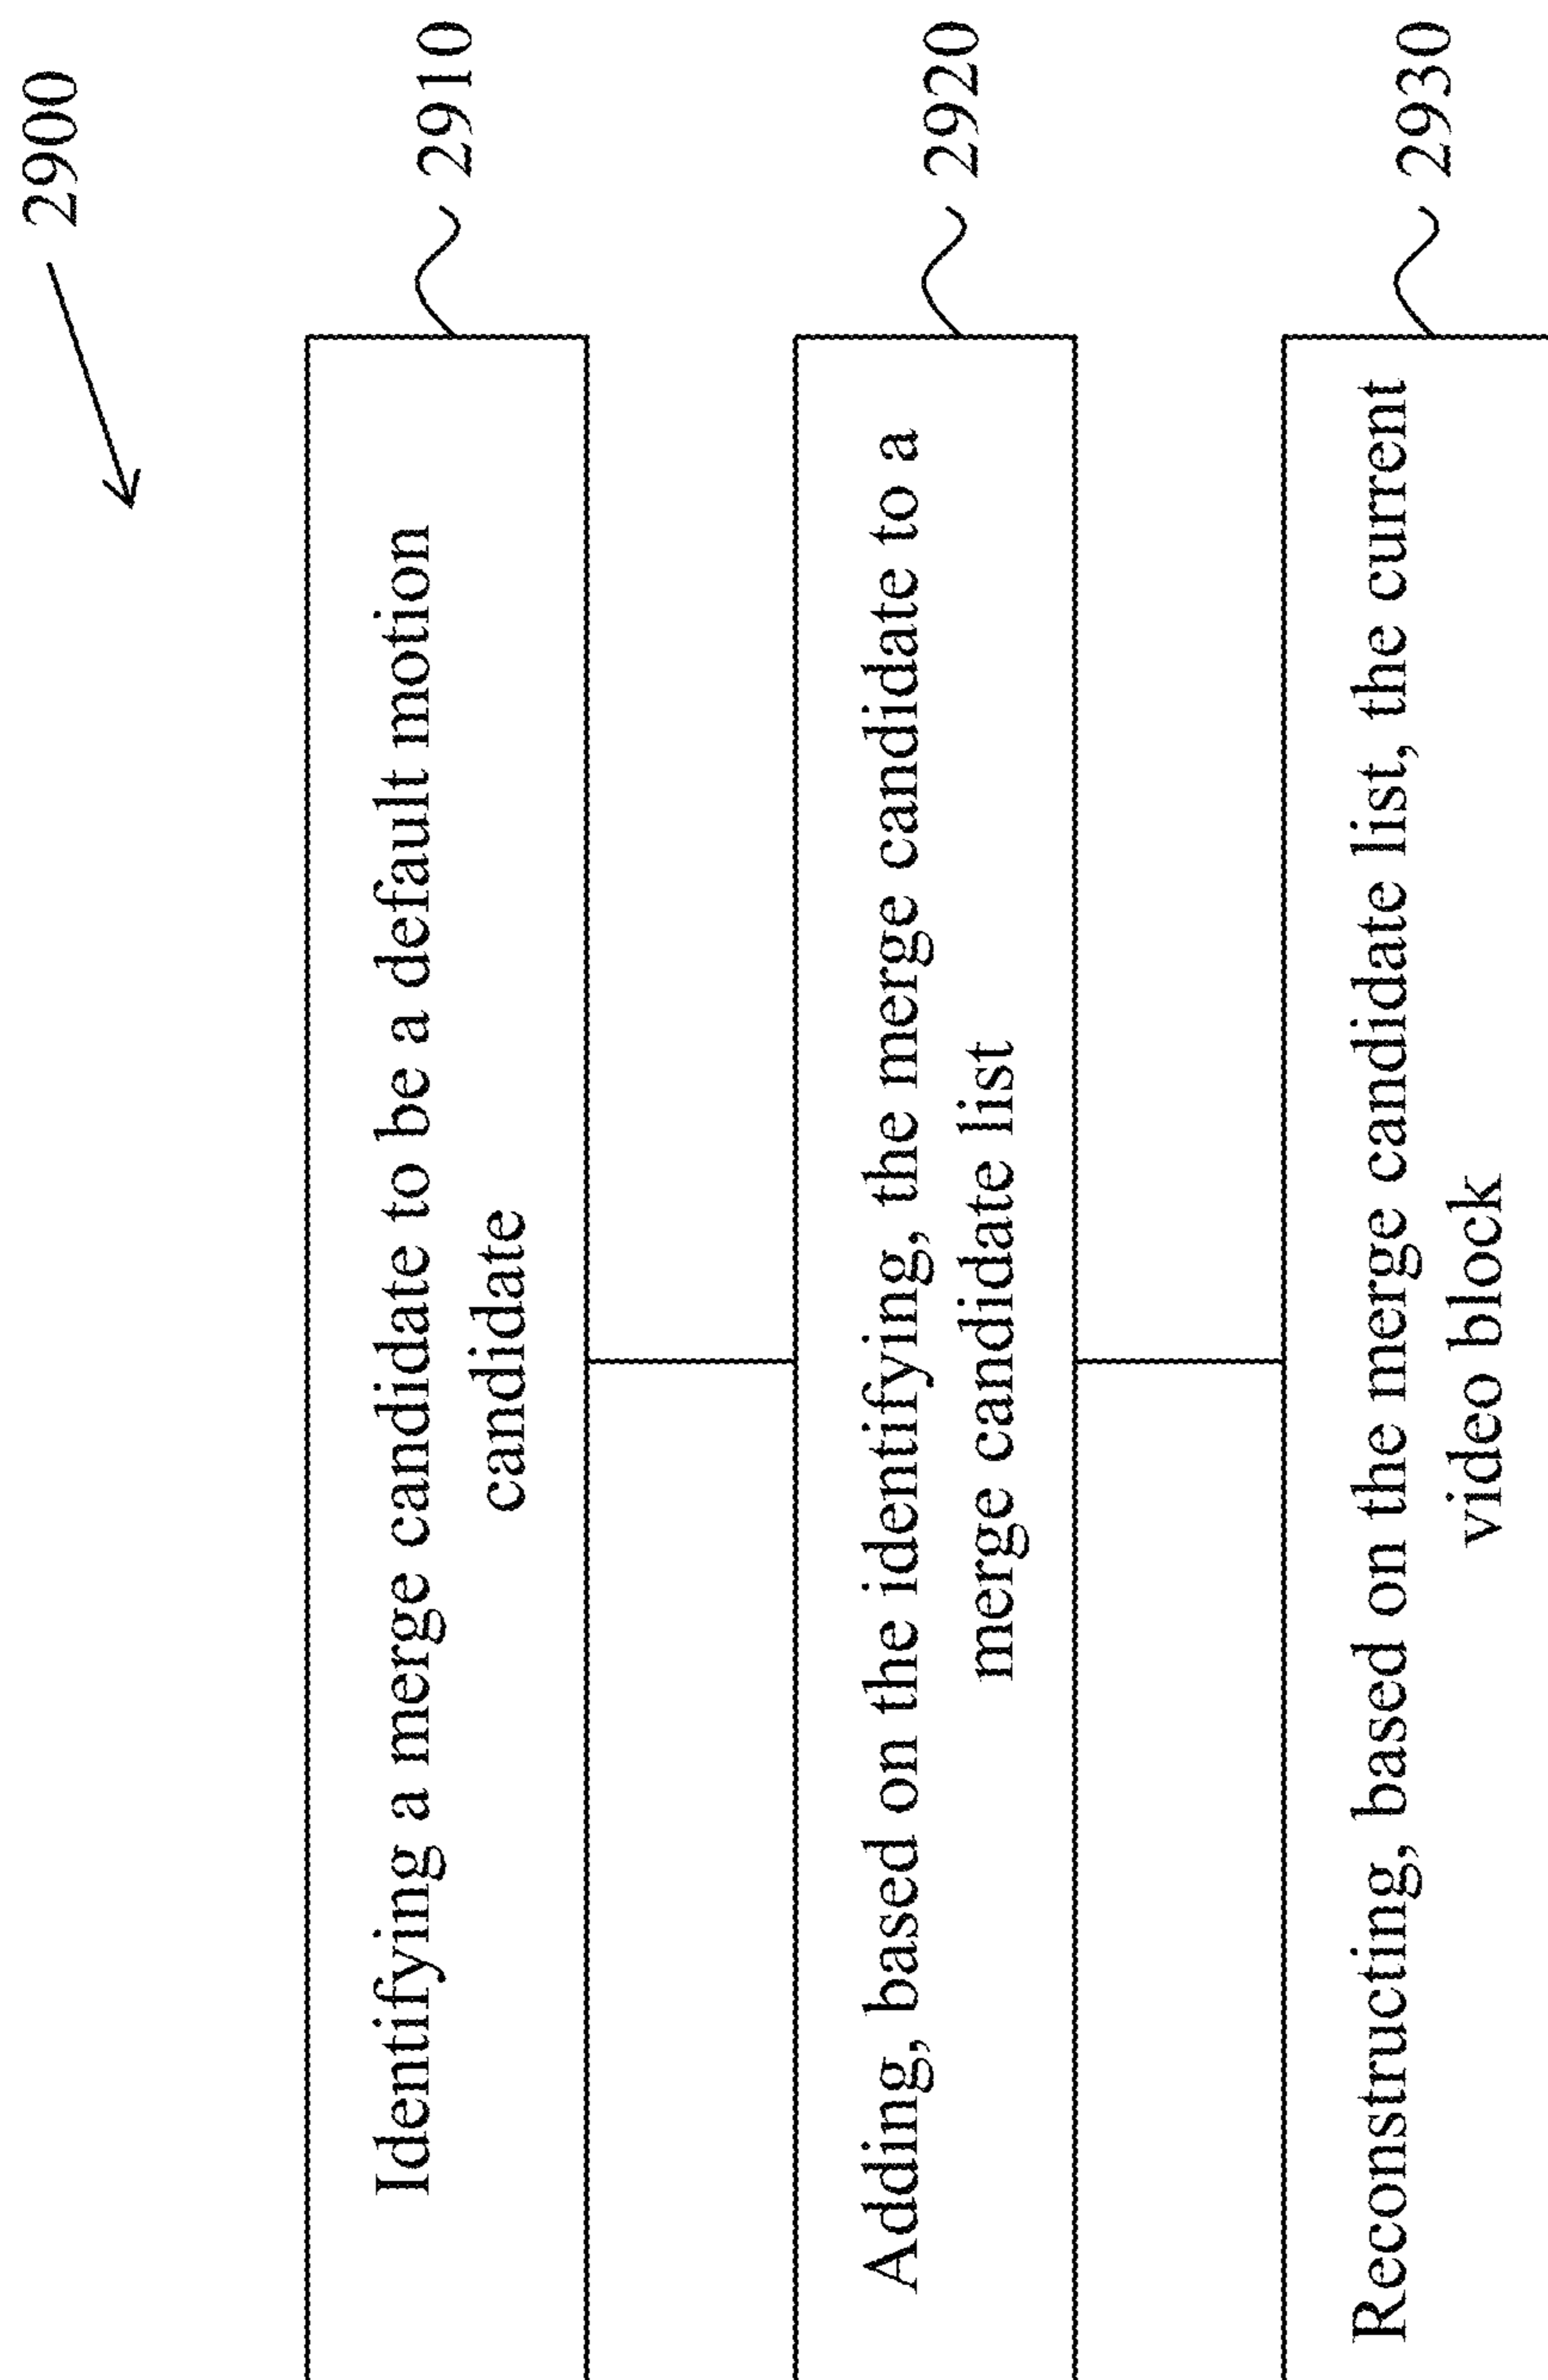 2900
Identifying a merge candidate to be a default motion
candidate
2910
Adding, based on the identifying, the merge candidate to a
merge candidate list
2920
Reconstructing, based on the merge candidate list, the current
video block
2930